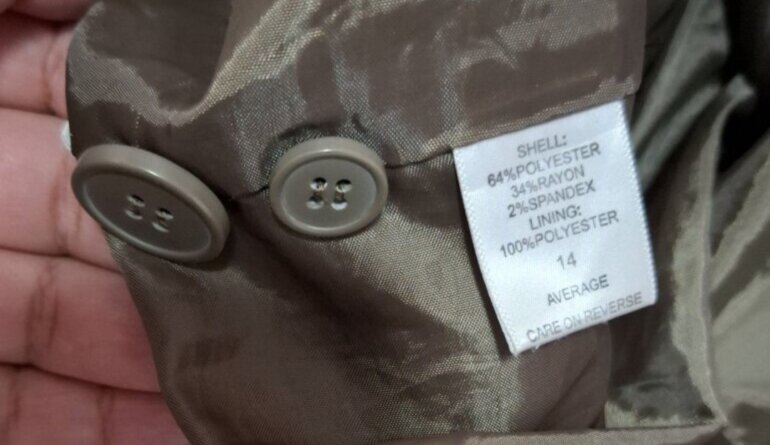 SHELL:
64%POLYESTER
34%RAYON
2%SPANDEX
LINING:
100%POLYESTER
14
AVERAGE
CARE ON REVERSE